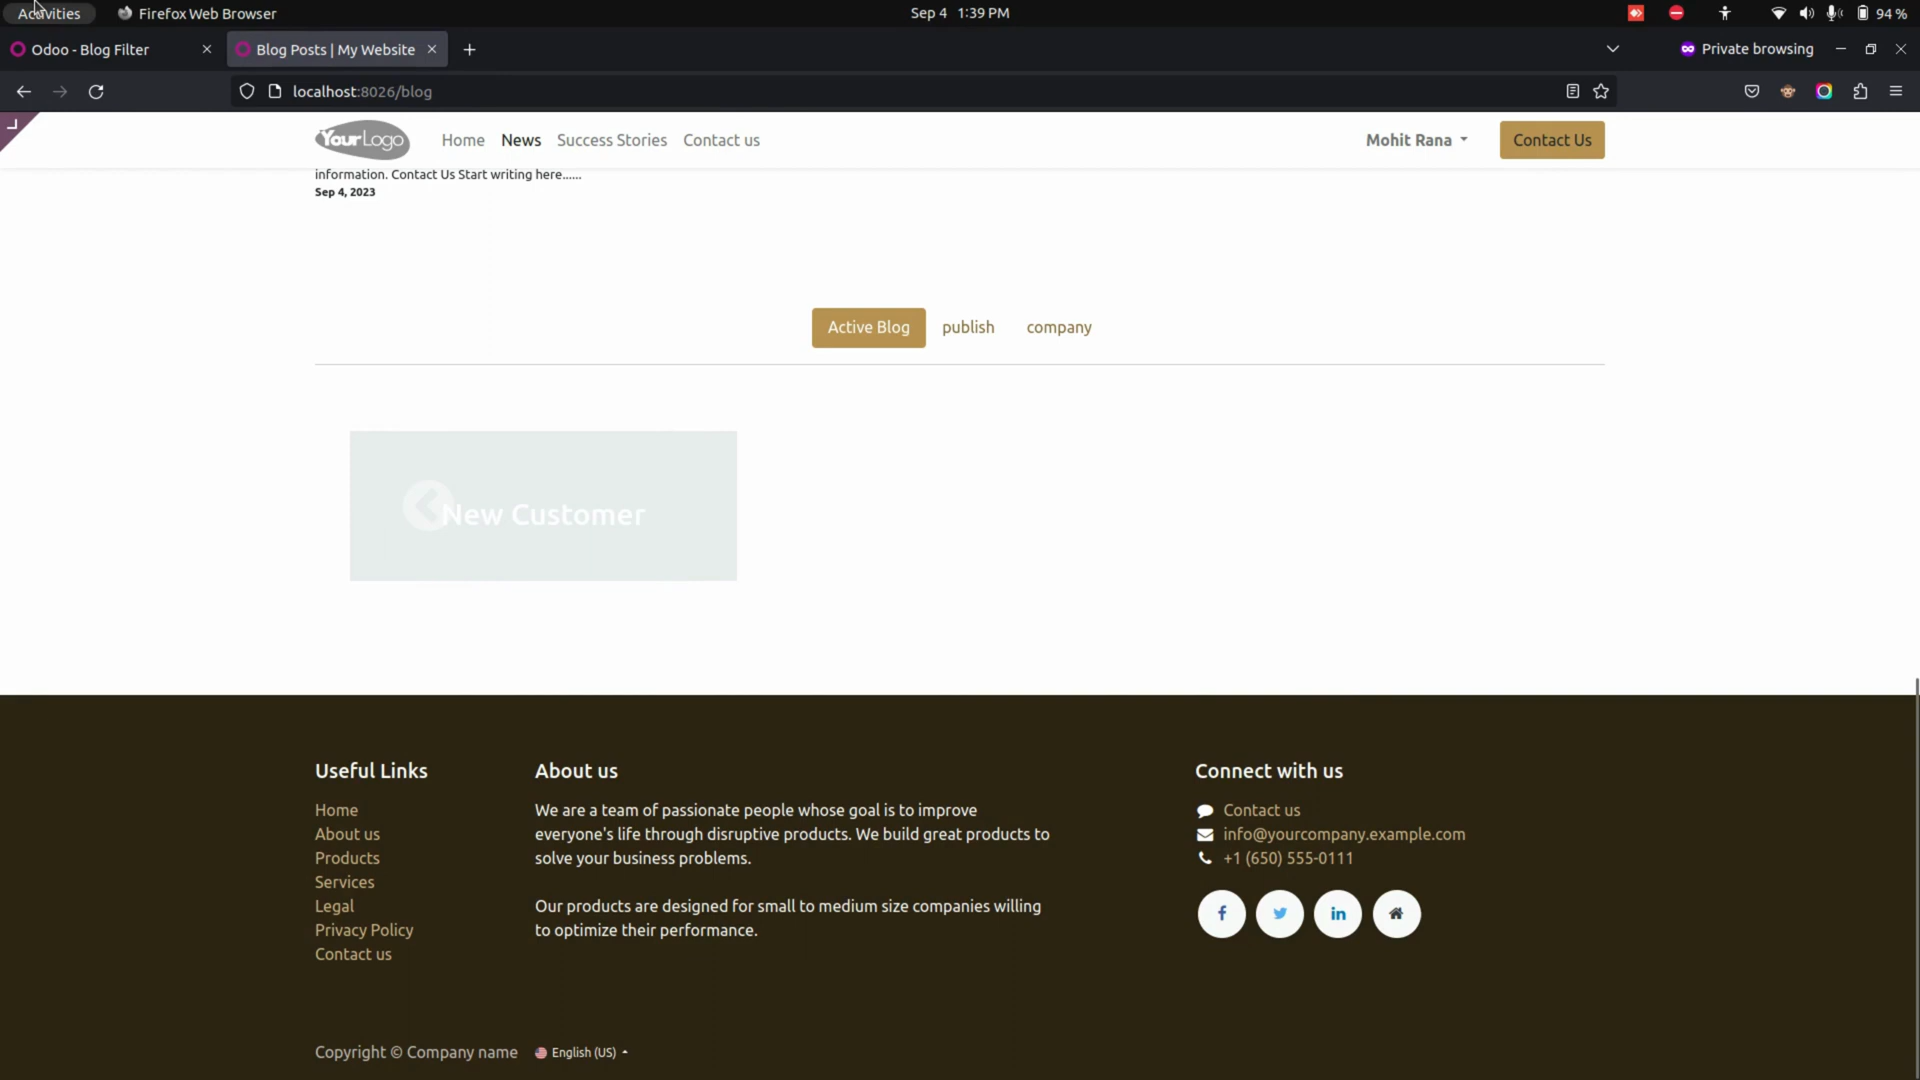 Activities Firefox Web Browser Sep 4 1:39 PM 94 %
Odoo - Blog Filter Blog Posts | My Website Private browsing
localhost:8026/blog
YourLogo Home News Success Stories Contact us Mohit Rana Contact Us
information. Contact Us Start writing here......
Sep 4, 2023
Active Blog publish company
New Customer
Useful Links
Home
About us
Products
Services
Legal
Privacy Policy
Contact us
About us
We are a team of passionate people whose goal is to improve
everyone's life through disruptive products. We build great products to
solve your business problems.
Our products are designed for small to medium size companies willing
to optimize their performance.
Connect with us
Contact us
info@yourcompany.example.com
+1 (650) 555-0111
Copyright © Company name English (US)